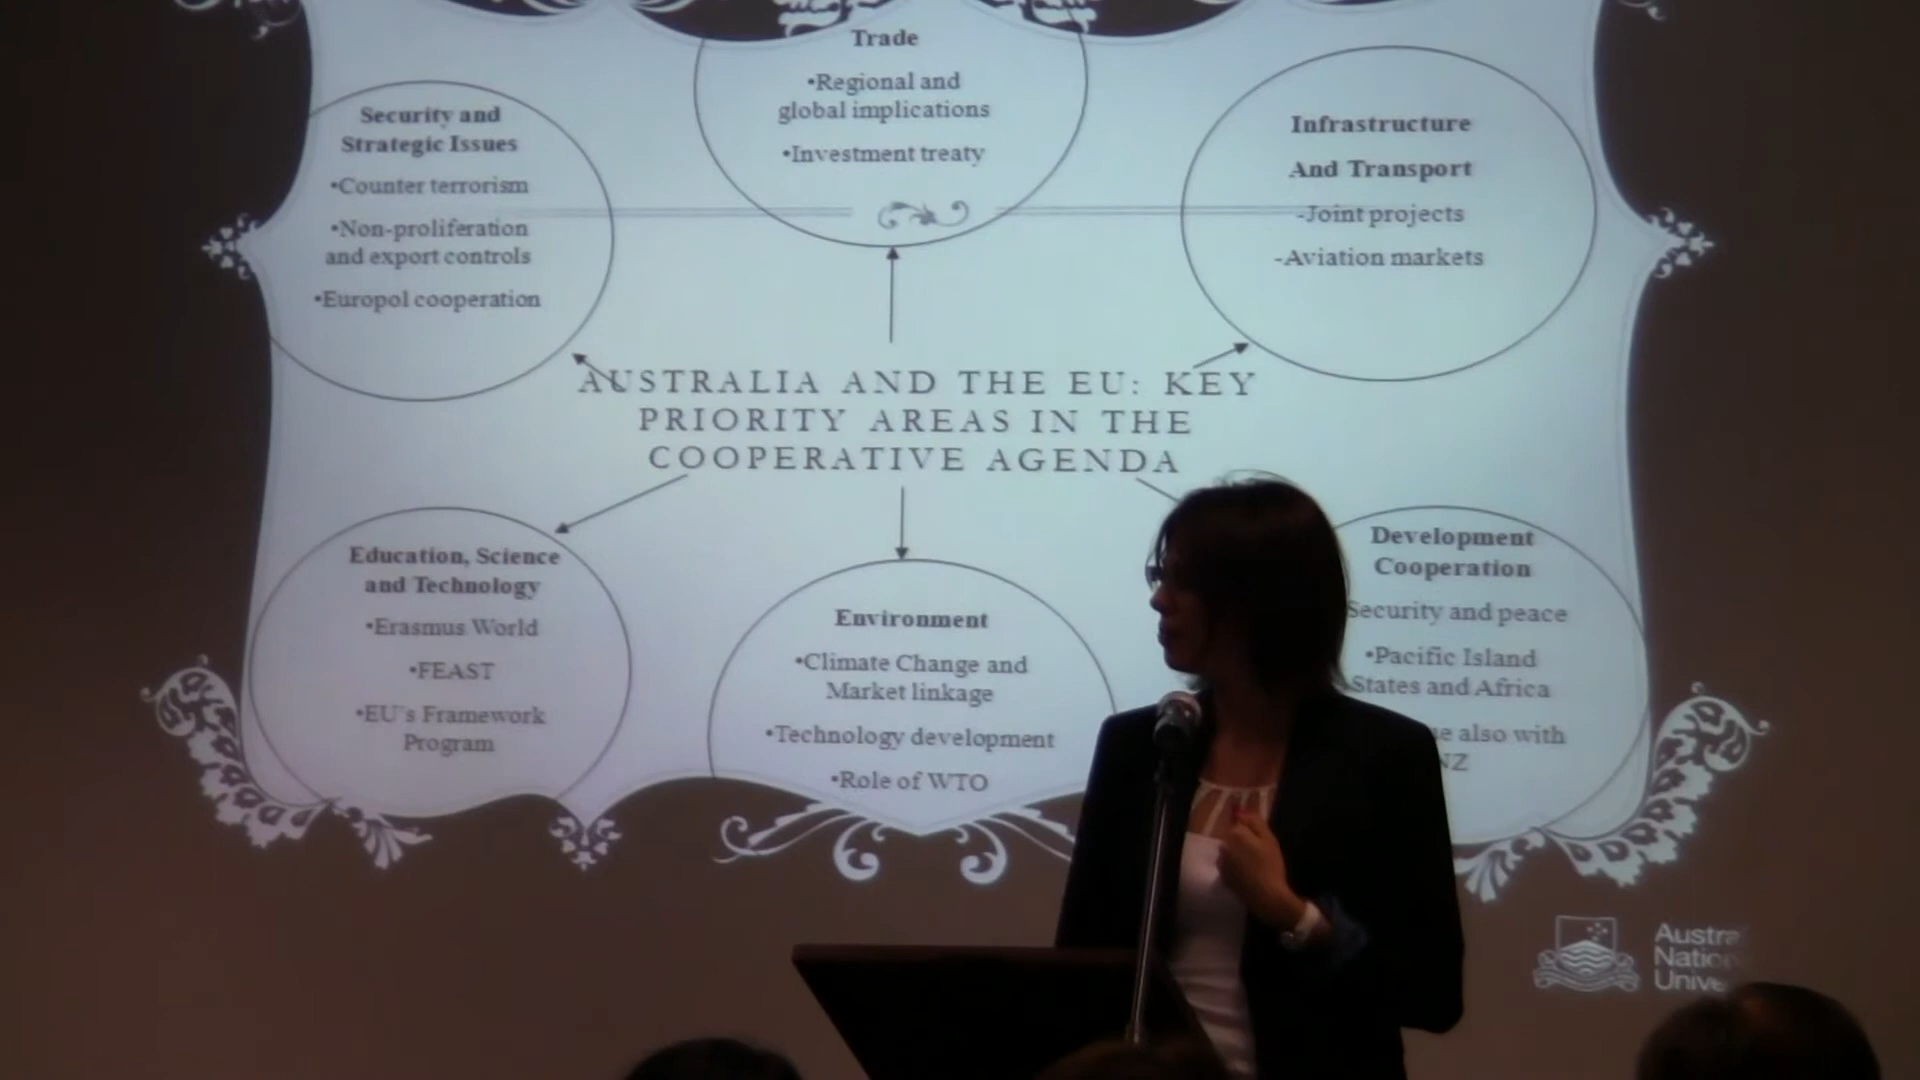 Trade
•Regional and
global implications
•Investment treaty
Security and
Strategic Issues
•Counter terrorism
•Non-proliferation
and export controls
•Europol cooperation
Infrastructure
And Transport
-Joint projects
-Aviation markets
AUSTRALIA AND THE EU: KEY
PRIORITY AREAS IN THE
COOPERATIVE AGENDA
Education, Science
and Technology
•Erasmus World
•FEAST
•EU's Framework
Program
Environment
•Climate Change and
Market linkage
•Technology development
•Role of WTO
Development
Cooperation
Security and peace
•Pacific Island
States and Africa
also with
NZ